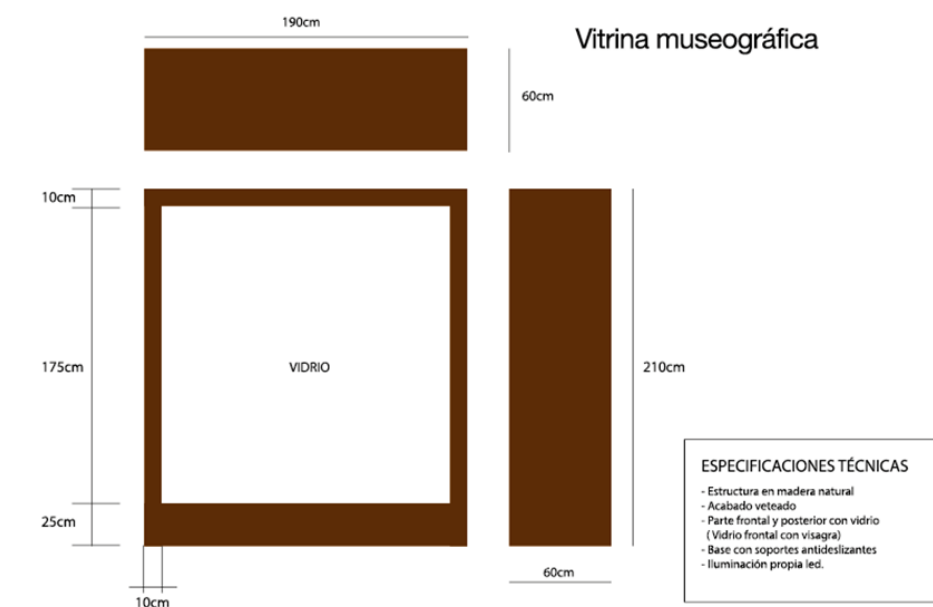 190cm
Vitrina museográfica
60cm
10cm
175cm
VIDRIO
210cm
25cm
10cm
60cm
ESPECIFICACIONES TÉCNICAS
- Estructura en madera natural
- Acabado veteado
- Parte frontal y posterior con vidrio
( Vidrio frontal con visagra)
- Base con soportes antideslizantes
- Iluminación propia led.